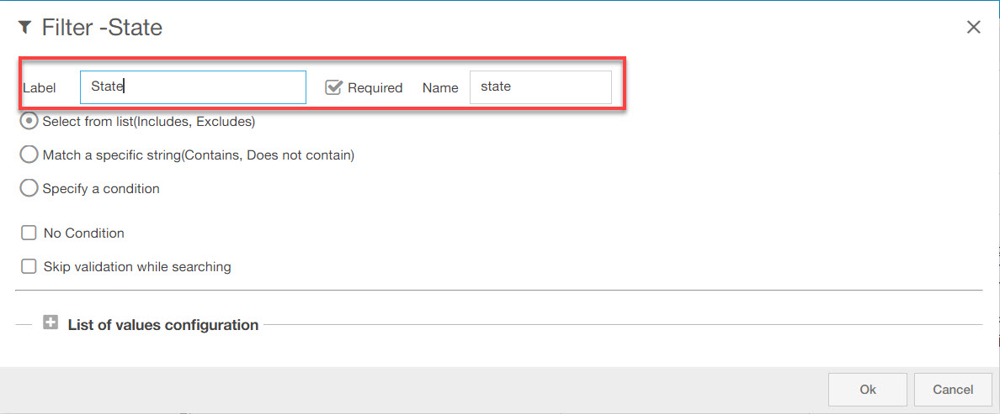 Filter -State
Label State Required Name state
Select from list(Includes, Excludes)
Match a specific string(Contains, Does not contain)
Specify a condition
No Condition
Skip validation while searching
List of values configuration
Ok Cancel